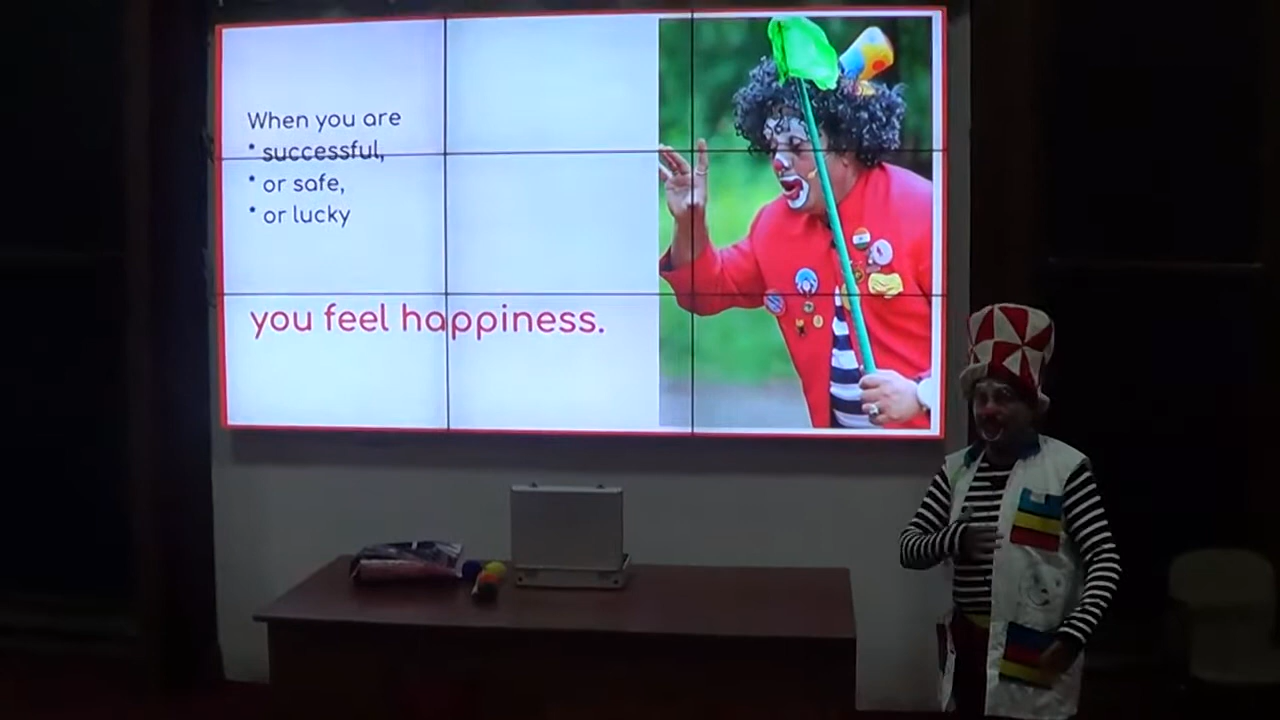 When you are
* successful,
* or safe,
* or lucky
you feel happiness.